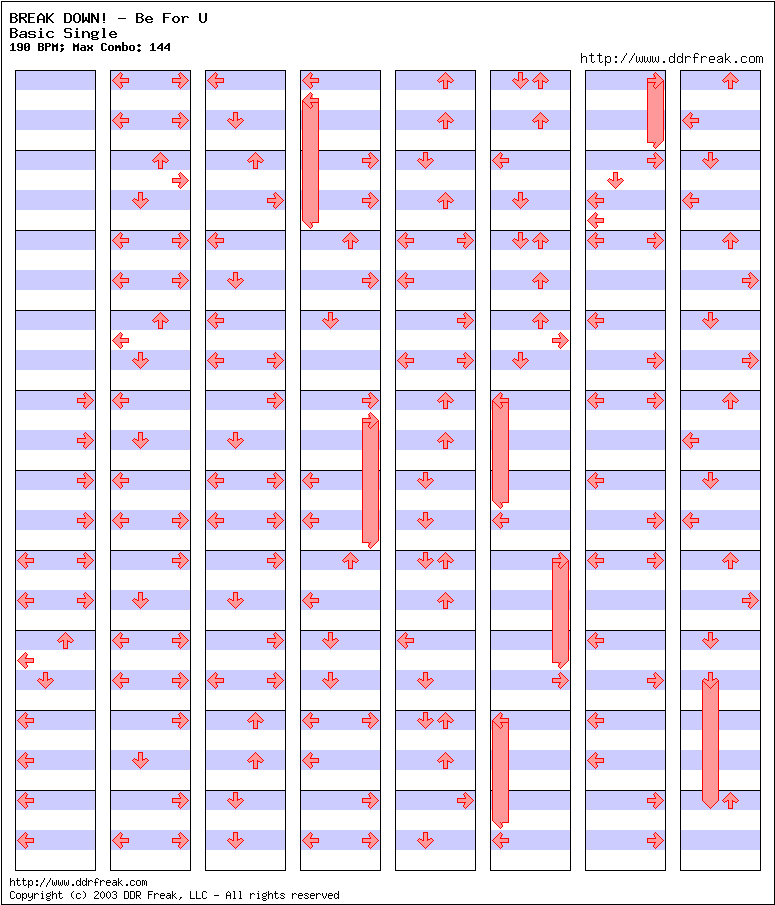 BREAK DOWN! - Be For U
Basic Single
190 BPM; Max Combo: 144
http://www.ddrfreak.com
http://www.ddrfreak.com
Copyright (c) 2003 DDR Freak, LLC - All rights reserved